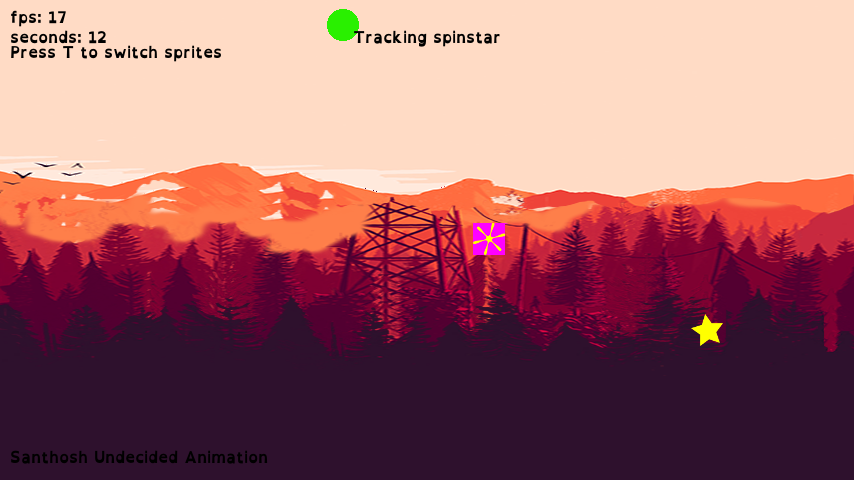 fps: 17
seconds: 12
Press T to switch sprites
Tracking spinstar
Santhosh Undecided Animation